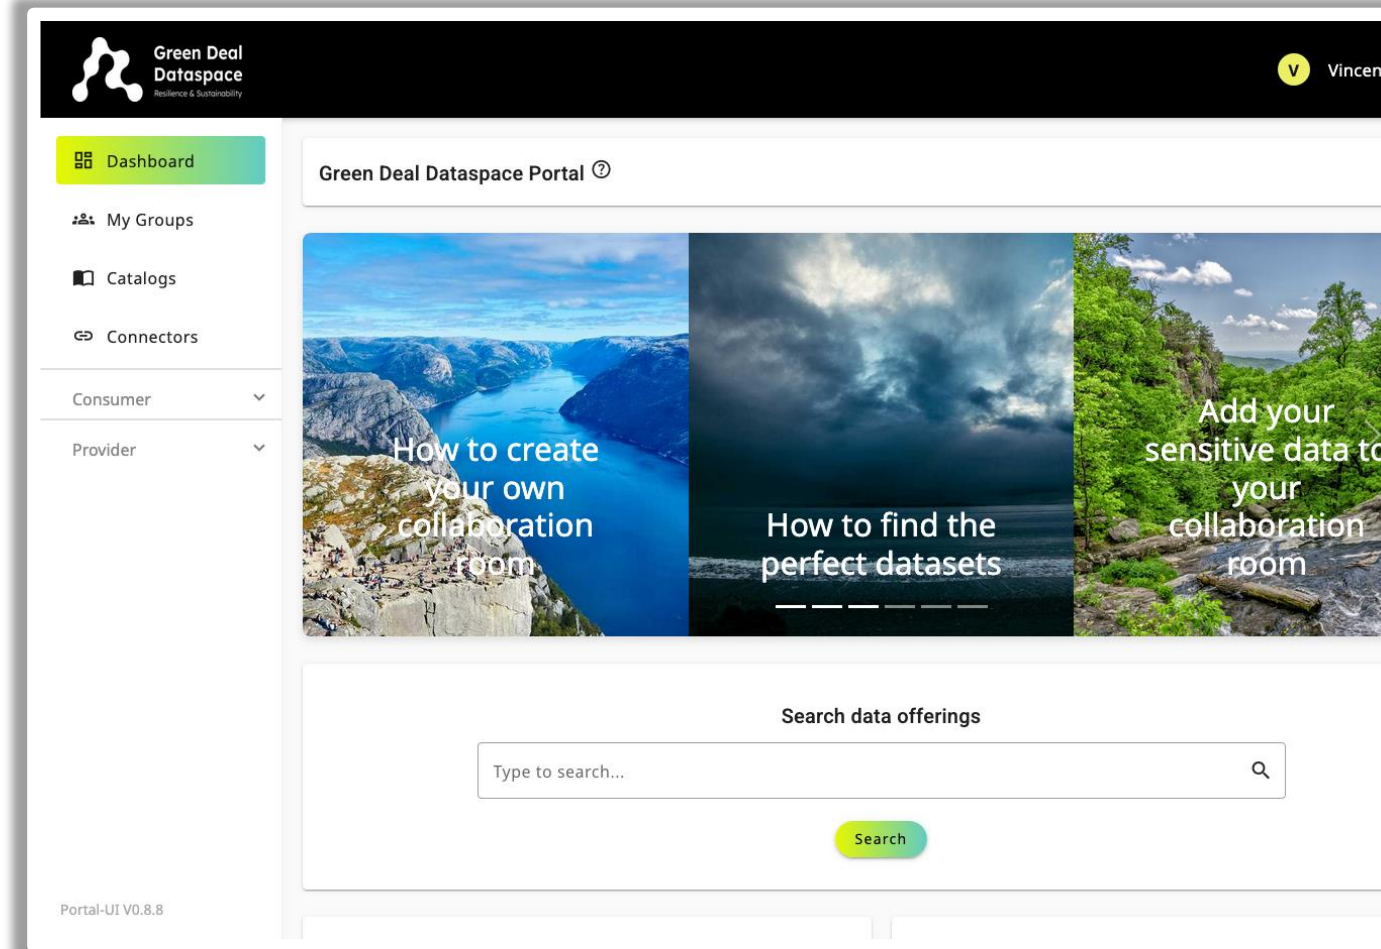 Green Deal
Dataspace
Resilience & Sustainability
V
Vincen
Dashboard
My Groups
Catalogs
Connectors
Consumer
Provider
Portal-UI V0.8.8
Green Deal Dataspace Portal
How to create
your own
collaboration
room
How to find the
perfect datasets
Add your
sensitive data to
your
collaboration
room
Search data offerings
Type to search...
Search